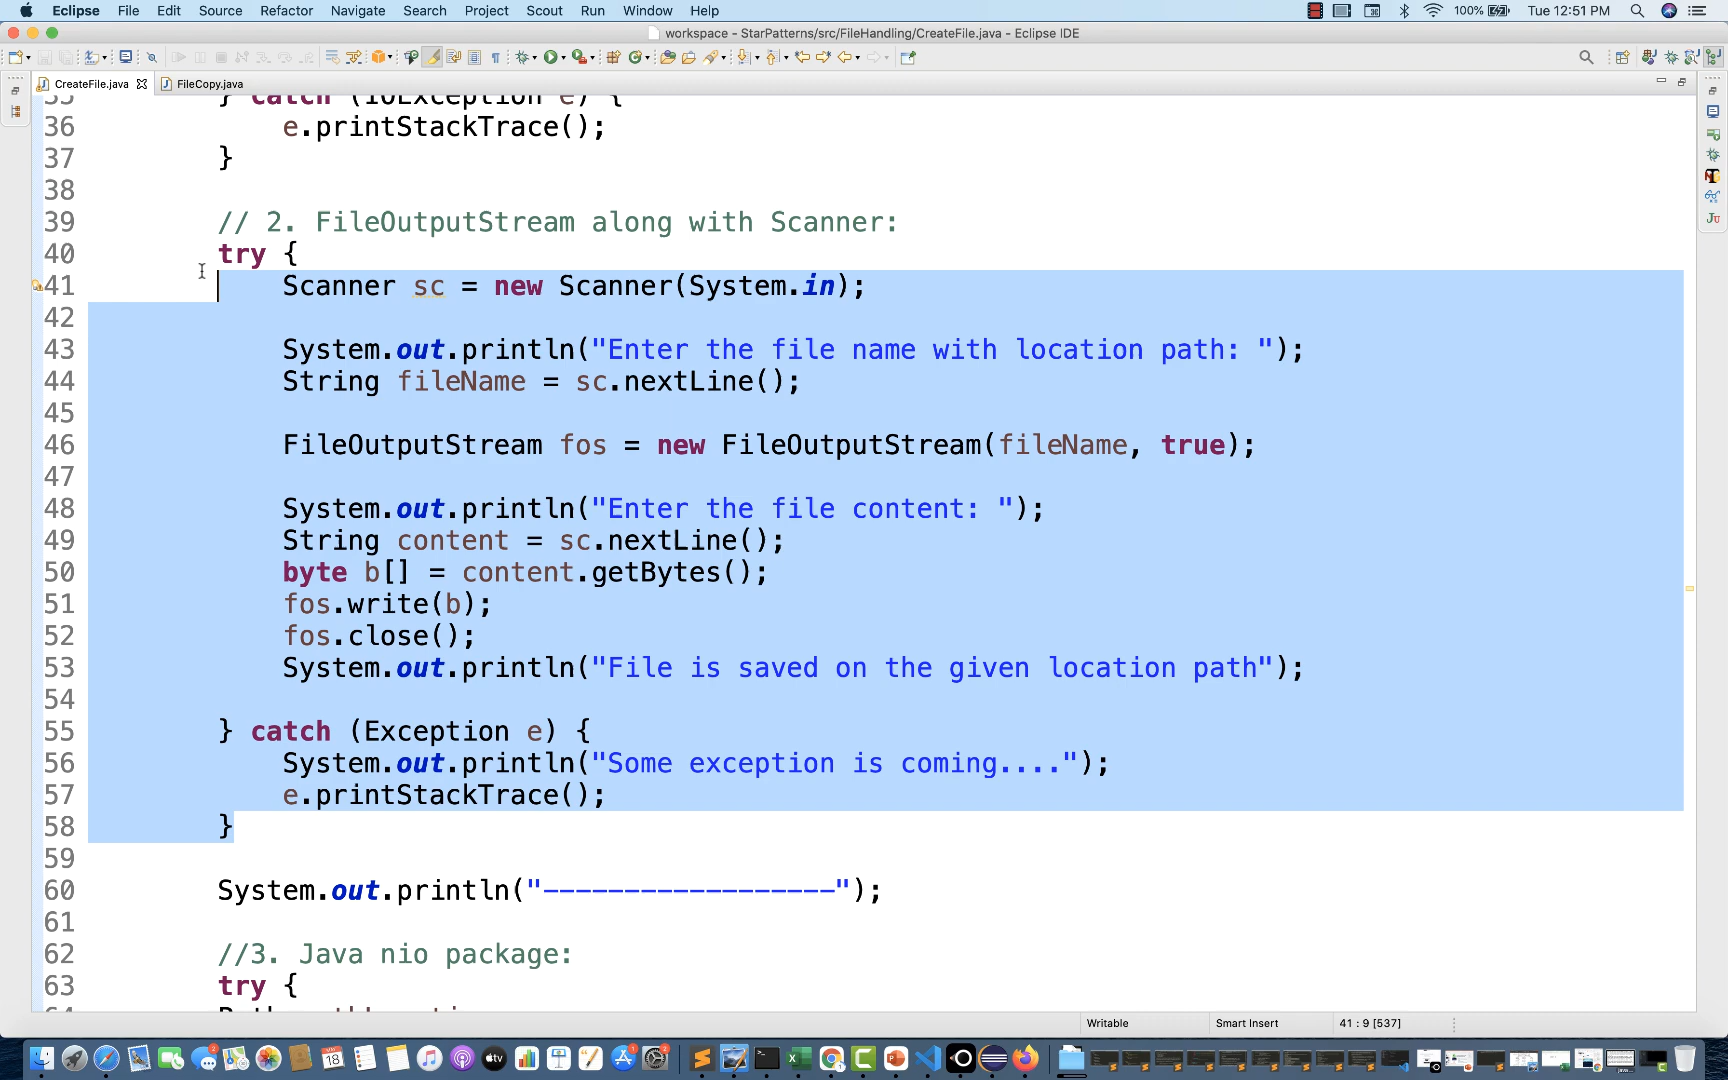 Eclipse File Edit Source Refactor Navigate Search Project Scout Run Window Help 100% Tue 12:51 PM
workspace - StarPatterns/src/FileHandling/CreateFile.java - Eclipse IDE
CreateFile.java FileCopy.java
35 } catch (IOException e) {
36 e.printStackTrace();
37 }
38
39 // 2. FileOutputStream along with Scanner:
40 try {
41 Scanner sc = new Scanner(System.in);
42
43 System.out.println("Enter the file name with location path: ");
44 String fileName = sc.nextLine();
45
46 FileOutputStream fos = new FileOutputStream(fileName, true);
47
48 System.out.println("Enter the file content: ");
49 String content = sc.nextLine();
50 byte b[] = content.getBytes();
51 fos.write(b);
52 fos.close();
53 System.out.println("File is saved on the given location path");
54
55 } catch (Exception e) {
56 System.out.println("Some exception is coming....");
57 e.printStackTrace();
58 }
59
60 System.out.println("------------------");
61
62 //3. Java nio package:
63 try {
64
Writable Smart Insert 41 : 9 [537]